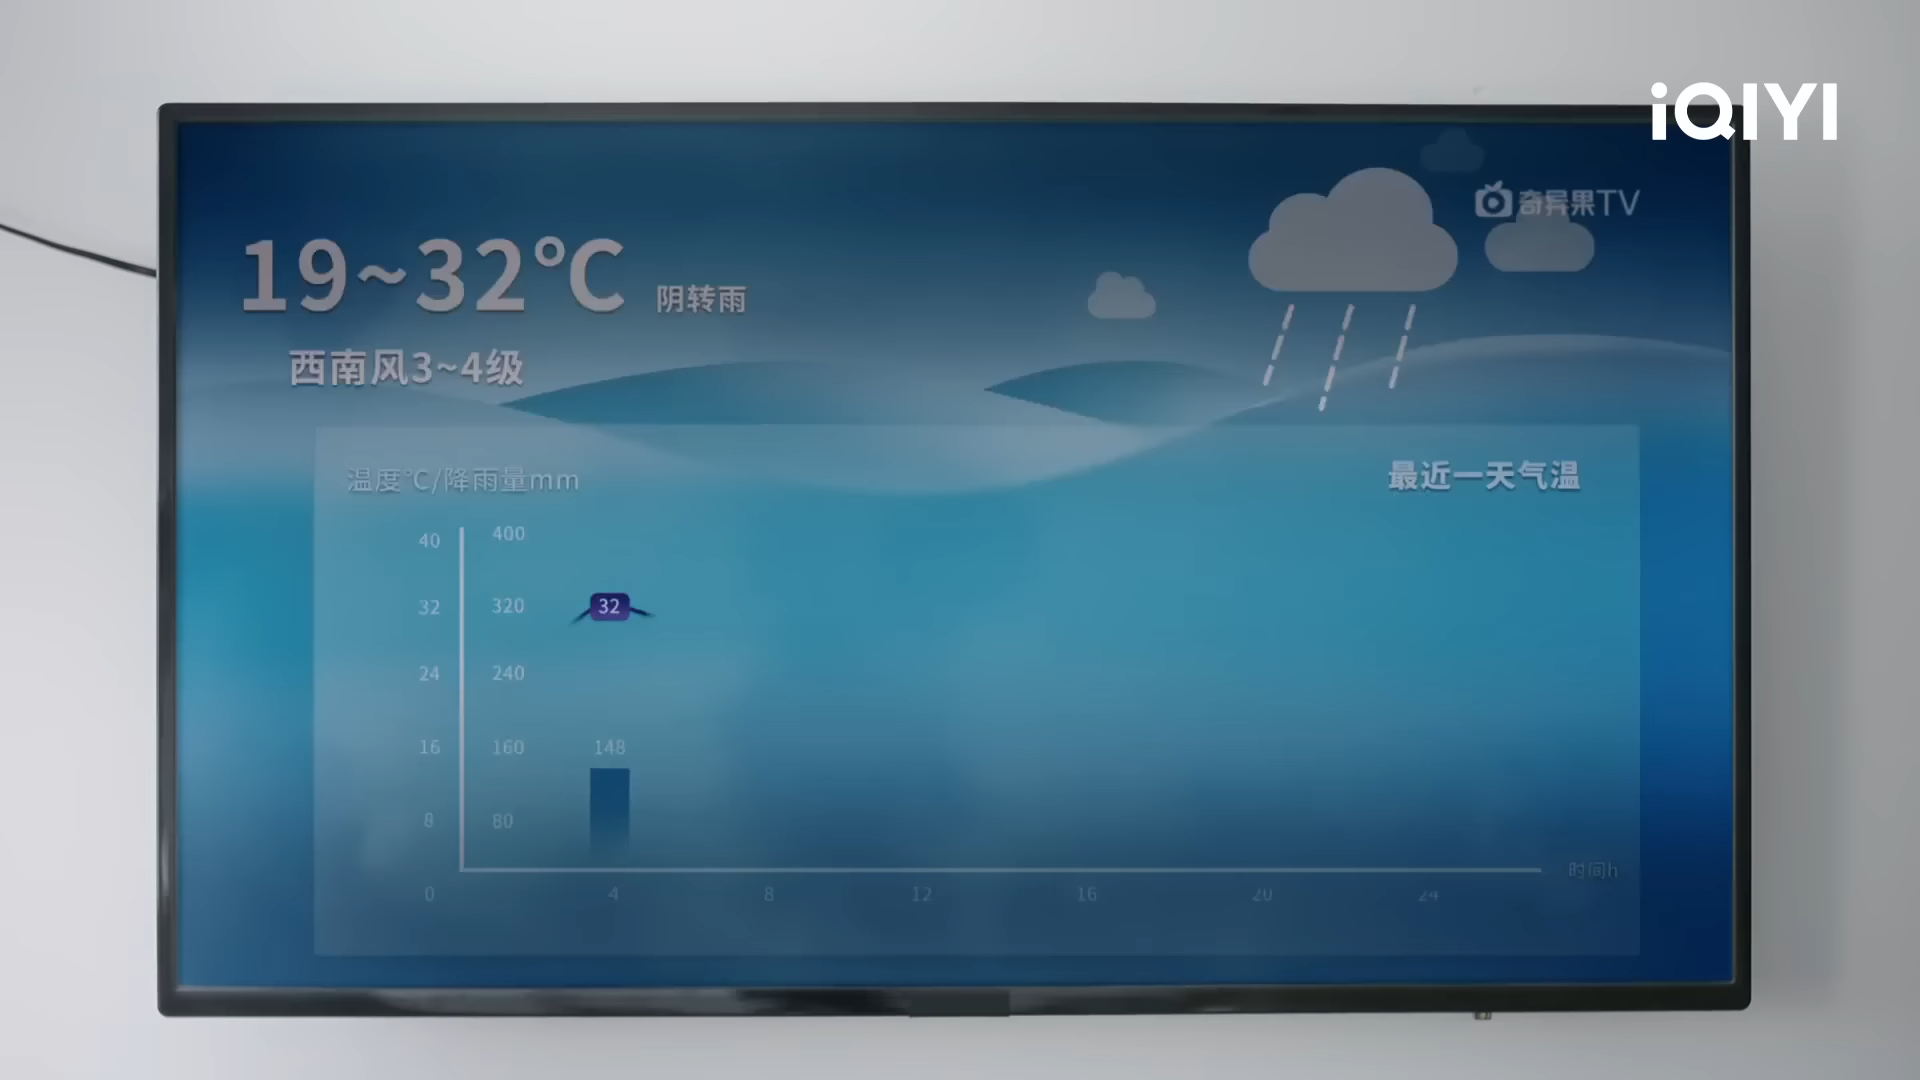 iQIYI
奇异果TV
19~32°C 阴转雨
西南风3~4级
温度°C/降雨量mm
最近一天气温
40 400
32 320 32
24 240
16 160 148
8 80
时间h
0 4 8 12 16 20 24